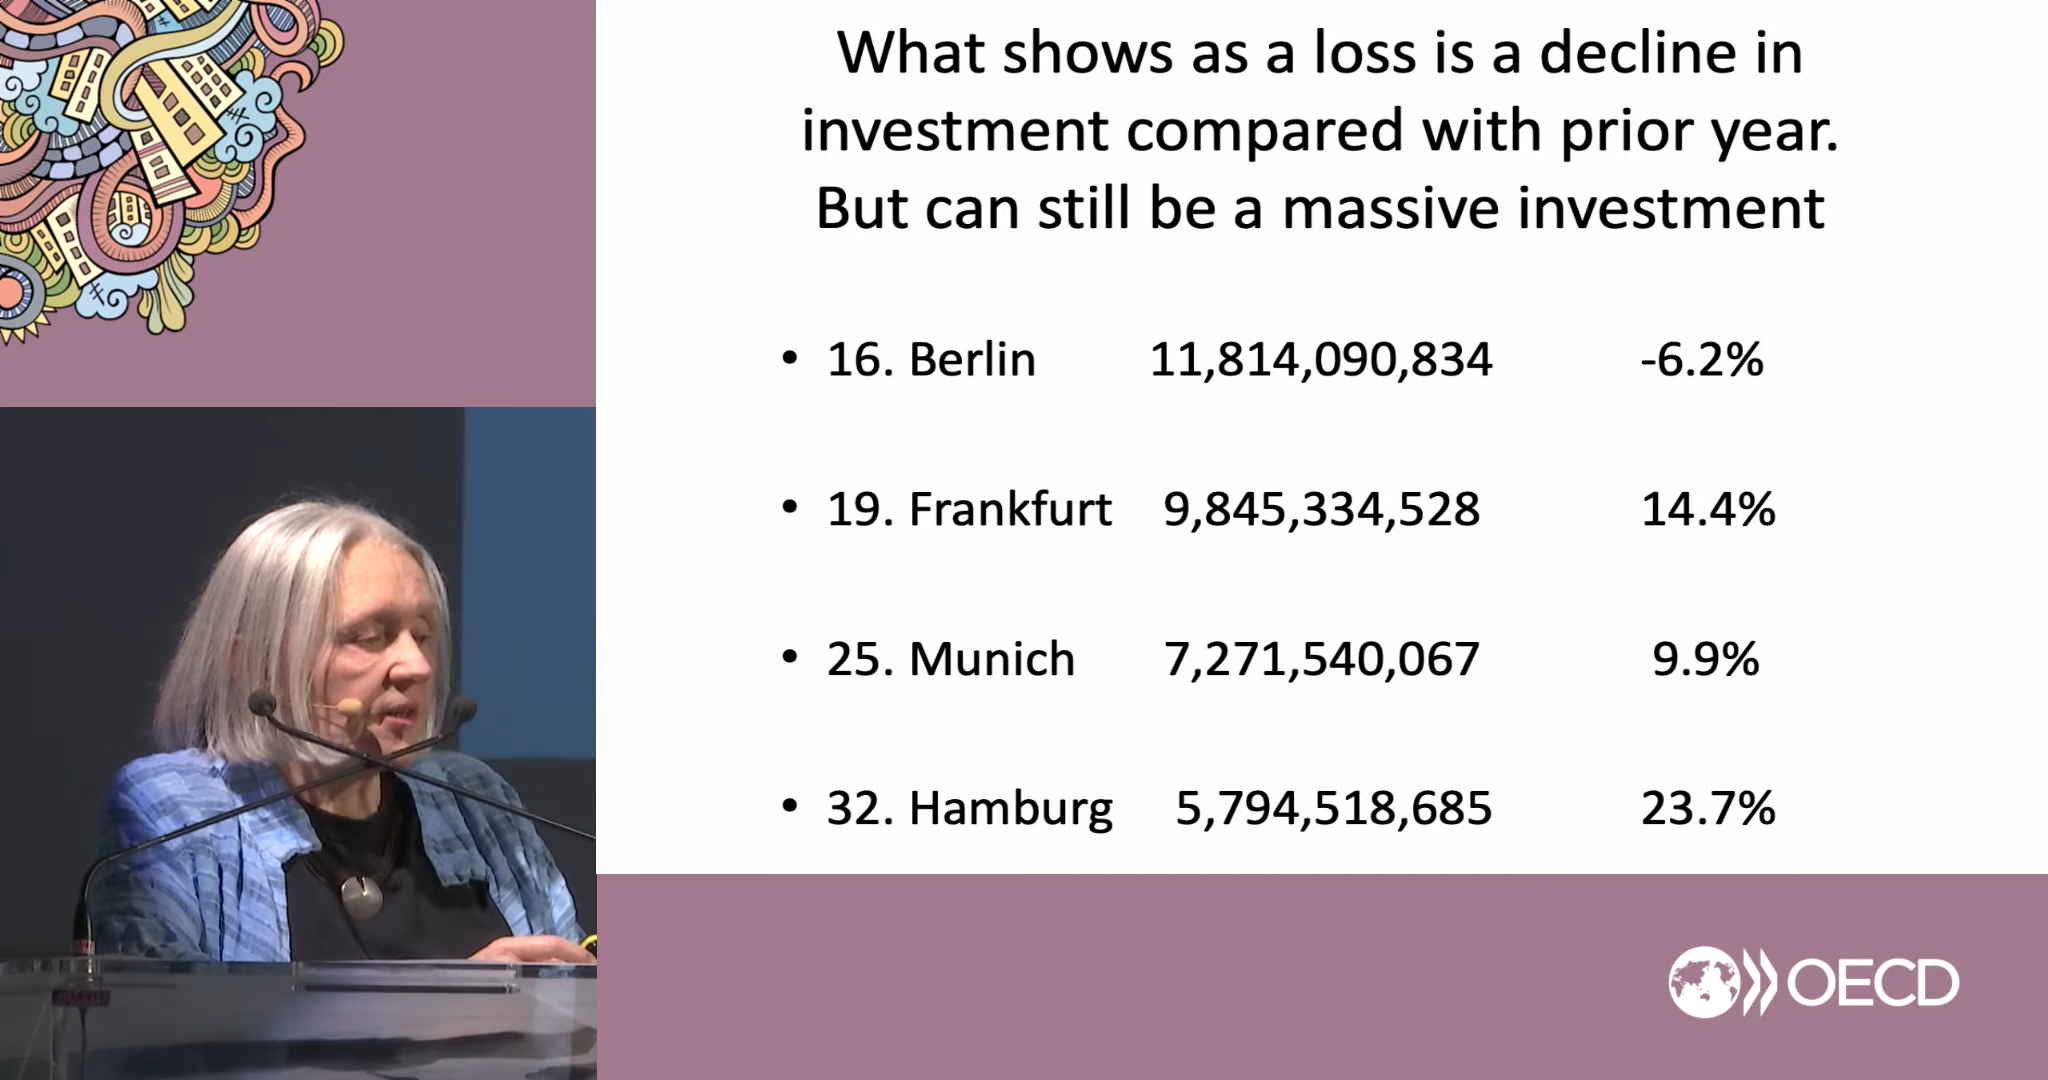 What shows as a loss is a decline in
investment compared with prior year.
But can still be a massive investment
• 16. Berlin 11,814,090,834 -6.2%
• 19. Frankfurt 9,845,334,528 14.4%
• 25. Munich 7,271,540,067 9.9%
• 32. Hamburg 5,794,518,685 23.7%
OECD